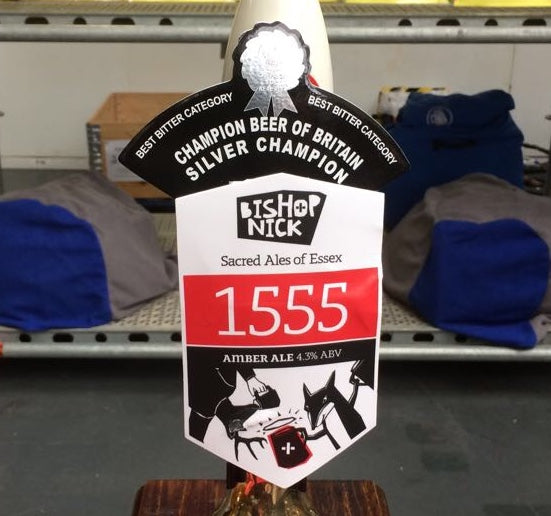 BEST BITTER CATEGORY
BEST BITTER CATEGORY
CHAMPION BEER OF BRITAIN
SILVER CHAMPION
BISHOP
NICK
Sacred Ales of Essex
1555
AMBER ALE 4.3% ABV